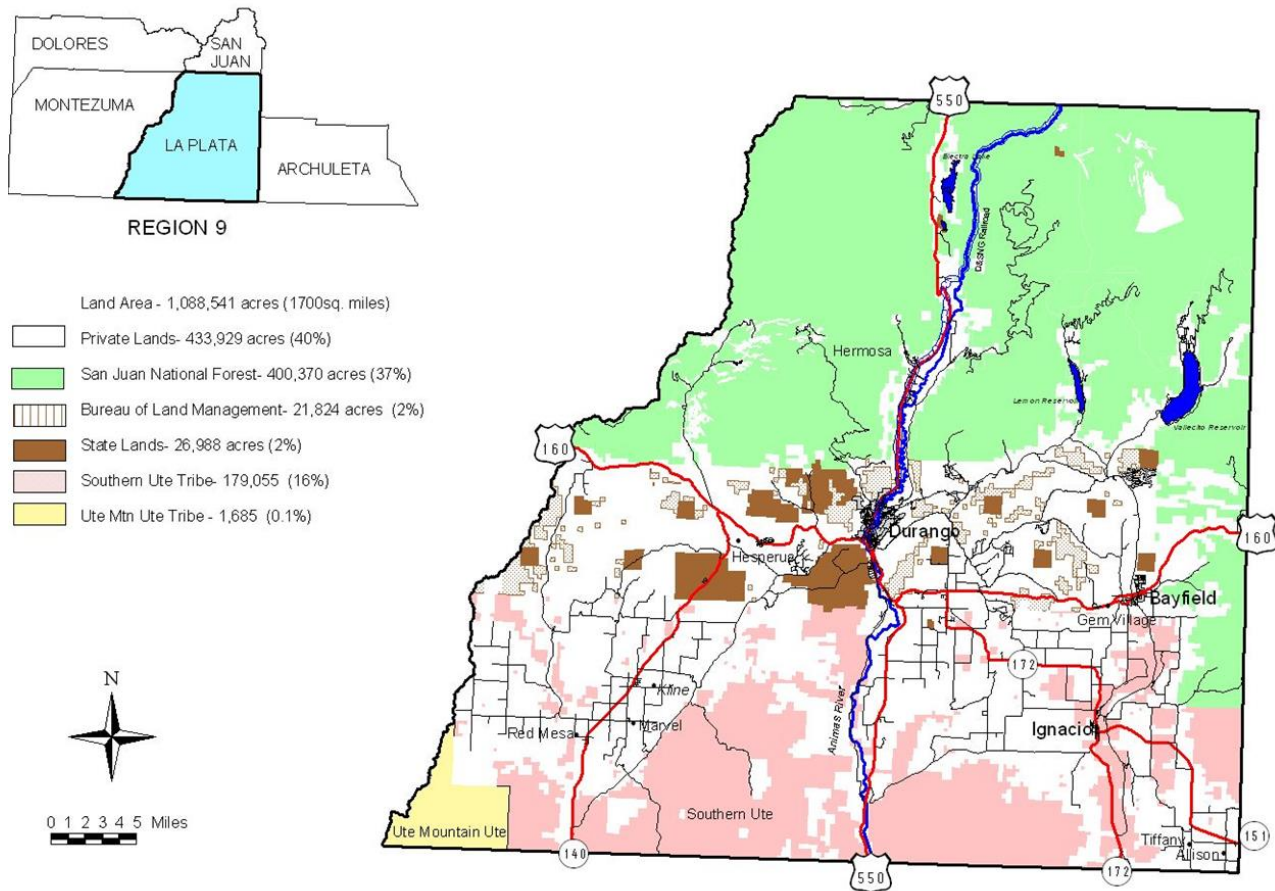 DOLORES
SAN
JUAN
MONTEZUMA
LA PLATA
ARCHULETA
REGION 9
Land Area - 1,088,541 acres (1700sq. miles)
Private Lands- 433,929 acres (40%)
San Juan National Forest- 400,370 acres (37%)
Bureau of Land Management- 21,824 acres (2%)
State Lands- 26,988 acres (2%)
Southern Ute Tribe- 179,055 (16%)
Ute Mtn Ute Tribe - 1,685 (0.1%)
N
0 1 2 3 4 5 Miles
550
Electra Lake
D&SNG Railroad
Hermosa
Lemon Reservoir
Vallecito Reservoir
160
Durango
160
Hesperus
Bayfield
Gem Village
172
Kline
Marvel
Red Mesa
Animas River
Ignacio
Southern Ute
Ute Mountain Ute
Tiffany
Allison
151
140
550
172